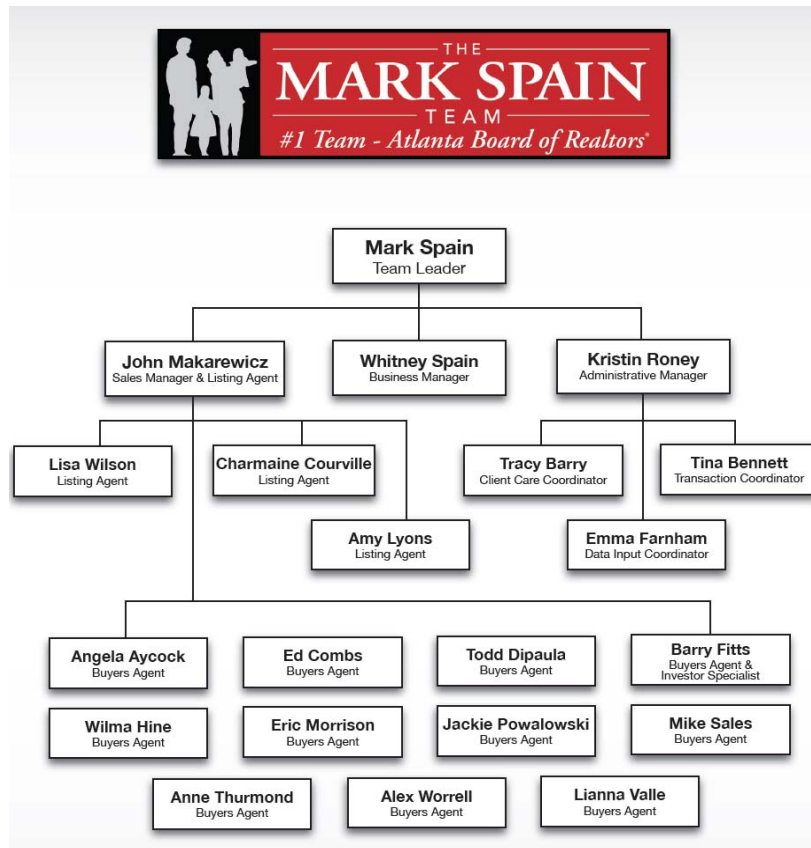 THE
MARK SPAIN
TEAM
#1 Team - Atlanta Board of Realtors®
Mark Spain
Team Leader
John Makarewicz
Sales Manager & Listing Agent
Whitney Spain
Business Manager
Kristin Roney
Administrative Manager
Lisa Wilson
Listing Agent
Charmaine Courville
Listing Agent
Tracy Barry
Client Care Coordinator
Tina Bennett
Transaction Coordinator
Amy Lyons
Listing Agent
Emma Farnham
Data Input Coordinator
Angela Aycock
Buyers Agent
Ed Combs
Buyers Agent
Todd Dipaula
Buyers Agent
Barry Fitts
Buyers Agent &
Investor Specialist
Wilma Hine
Buyers Agent
Eric Morrison
Buyers Agent
Jackie Powalowski
Buyers Agent
Mike Sales
Buyers Agent
Anne Thurmond
Buyers Agent
Alex Worrell
Buyers Agent
Lianna Valle
Buyers Agent